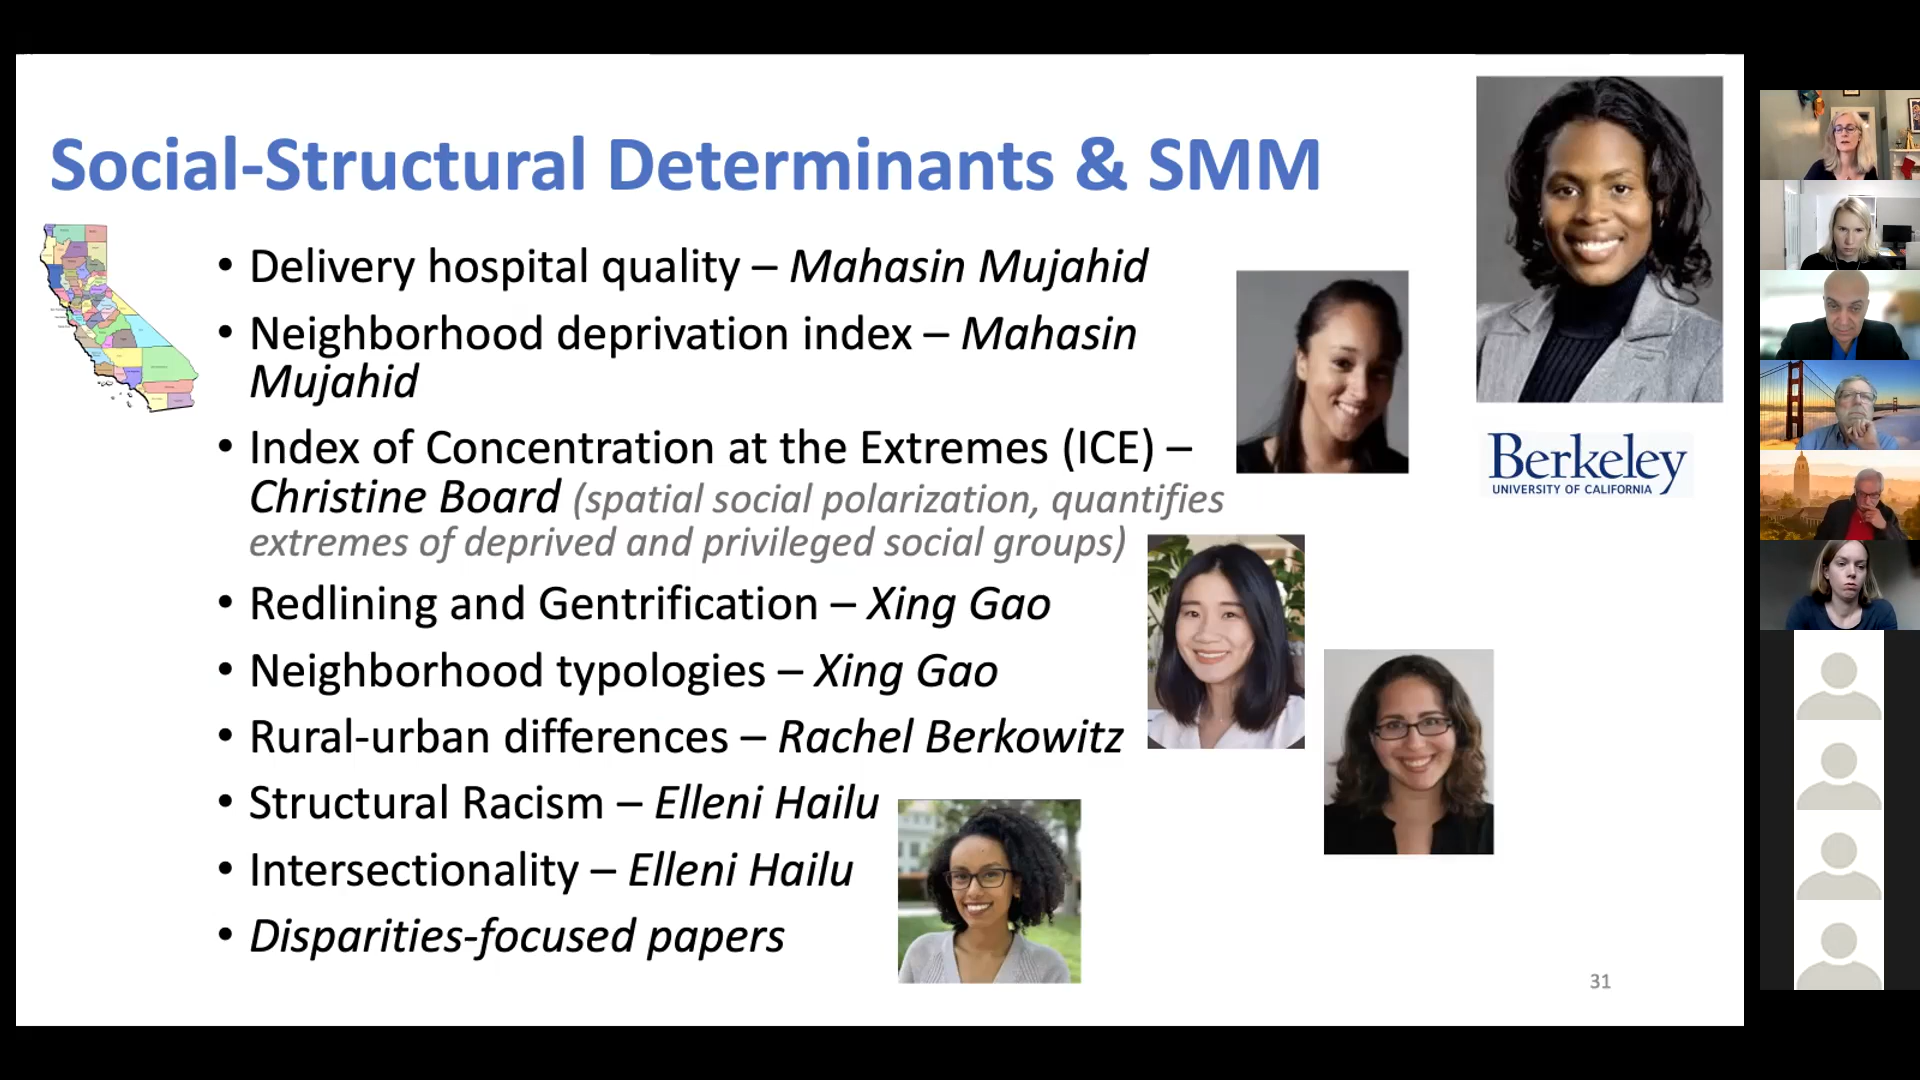 Social-Structural Determinants & SMM
• Delivery hospital quality – Mahasin Mujahid
• Neighborhood deprivation index – Mahasin
Mujahid
• Index of Concentration at the Extremes (ICE) –
Christine Board (spatial social polarization, quantifies
extremes of deprived and privileged social groups)
• Redlining and Gentrification – Xing Gao
• Neighborhood typologies – Xing Gao
• Rural-urban differences – Rachel Berkowitz
• Structural Racism – Elleni Hailu
• Intersectionality – Elleni Hailu
• Disparities-focused papers
Berkeley
UNIVERSITY OF CALIFORNIA
31